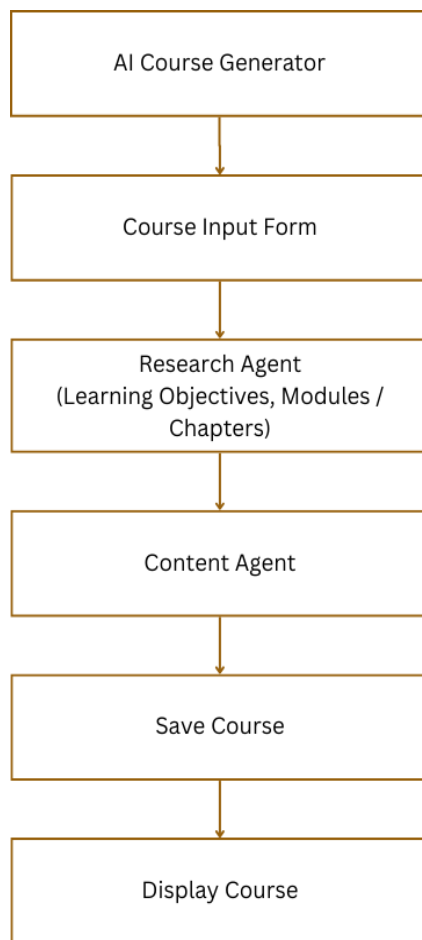 AI Course Generator
Course Input Form
Research Agent
(Learning Objectives, Modules /
Chapters)
Content Agent
Save Course
Display Course